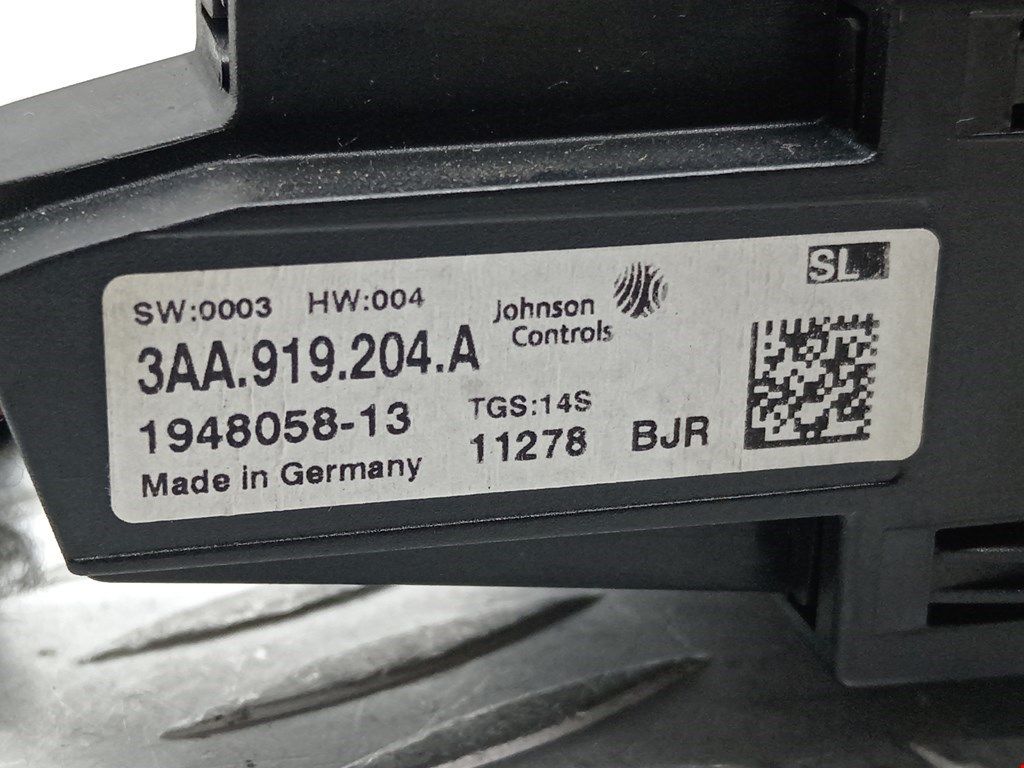 SW:0003 HW:004
Johnson
Controls
SL
3AA.919.204.A
1948058-13
TGS:14S
11278 BJR
Made in Germany